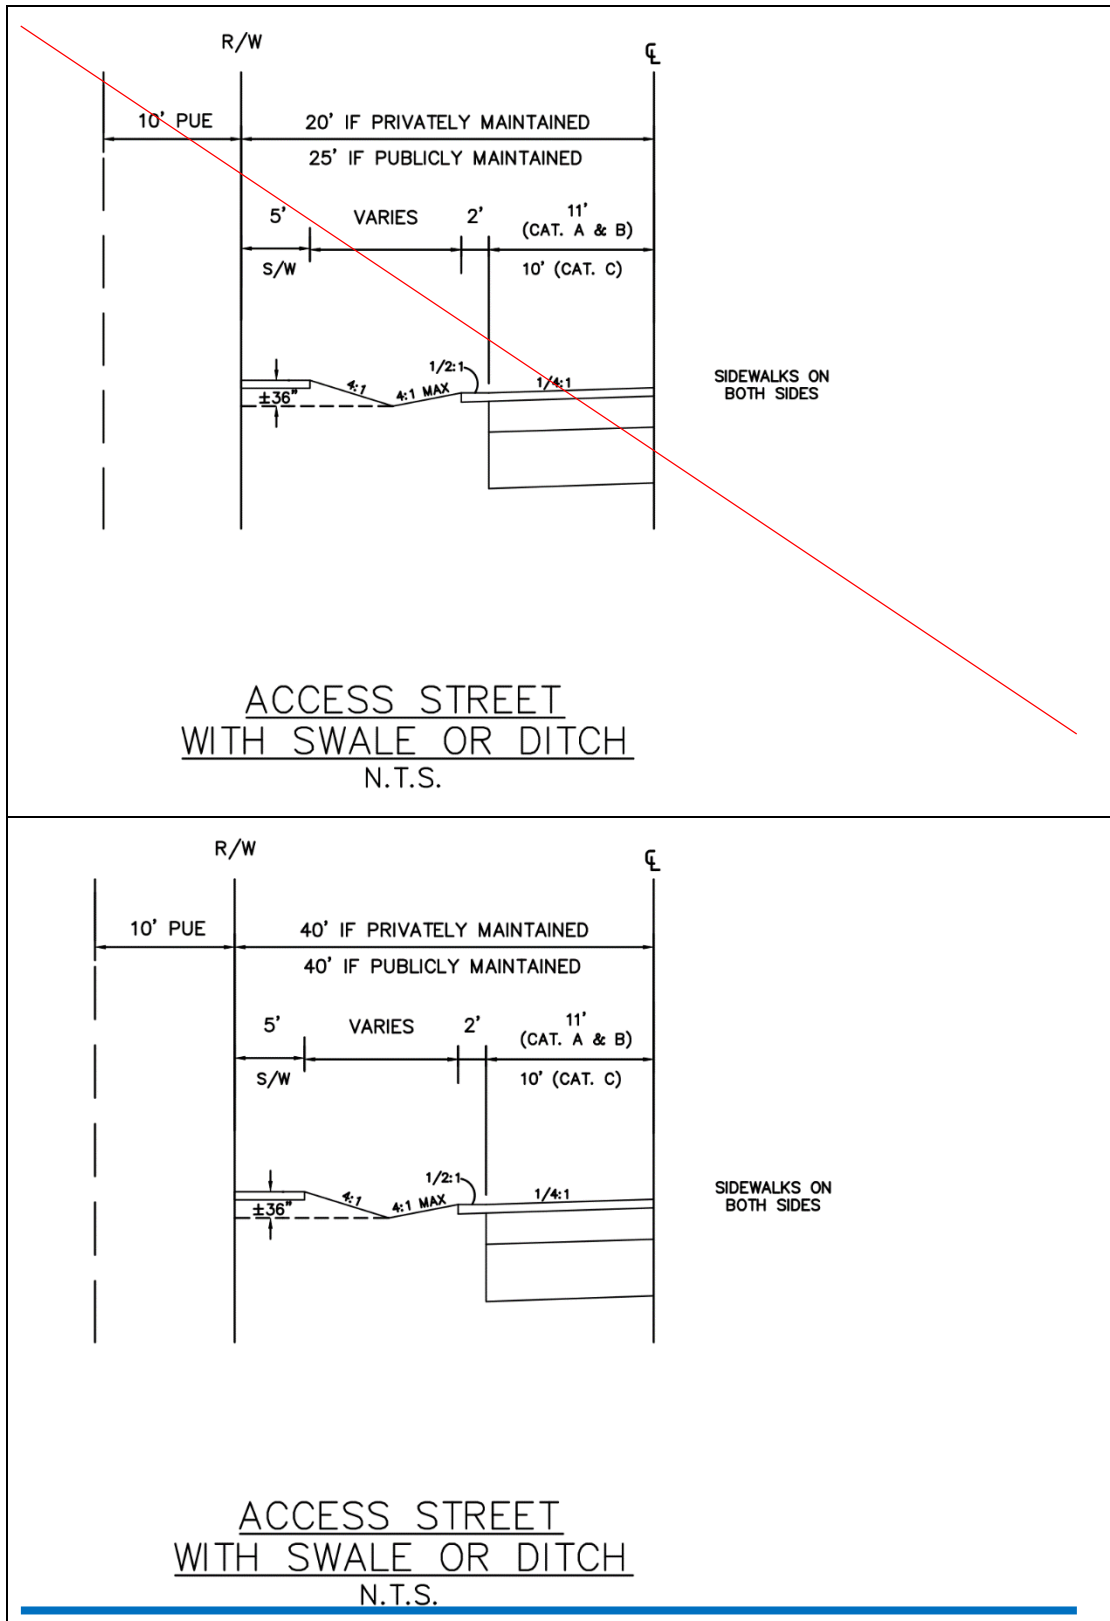 R/W
℄
10' PUE
20' IF PRIVATELY MAINTAINED
25' IF PUBLICLY MAINTAINED
5'
VARIES
2'
11'
(CAT. A & B)
S/W
10' (CAT. C)
1/2:1
4:1
4:1 MAX
1/4:1
±36"
SIDEWALKS ON
BOTH SIDES
ACCESS STREET
WITH SWALE OR DITCH
N.T.S.
R/W
℄
10' PUE
40' IF PRIVATELY MAINTAINED
40' IF PUBLICLY MAINTAINED
5'
VARIES
2'
11'
(CAT. A & B)
S/W
10' (CAT. C)
1/2:1
4:1
4:1 MAX
1/4:1
±36"
SIDEWALKS ON
BOTH SIDES
ACCESS STREET
WITH SWALE OR DITCH
N.T.S.